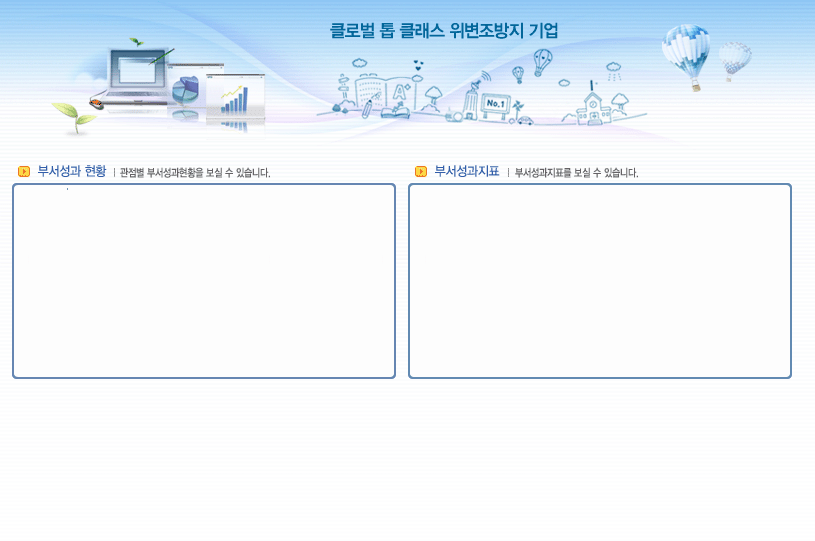 클로벌 톱 클래스 위변조방지 기업
A+
No.1
부서성과 현황 | 관점별 부서성과현황을 보실 수 있습니다.
부서성과지표 | 부서성과지표를 보실 수 있습니다.